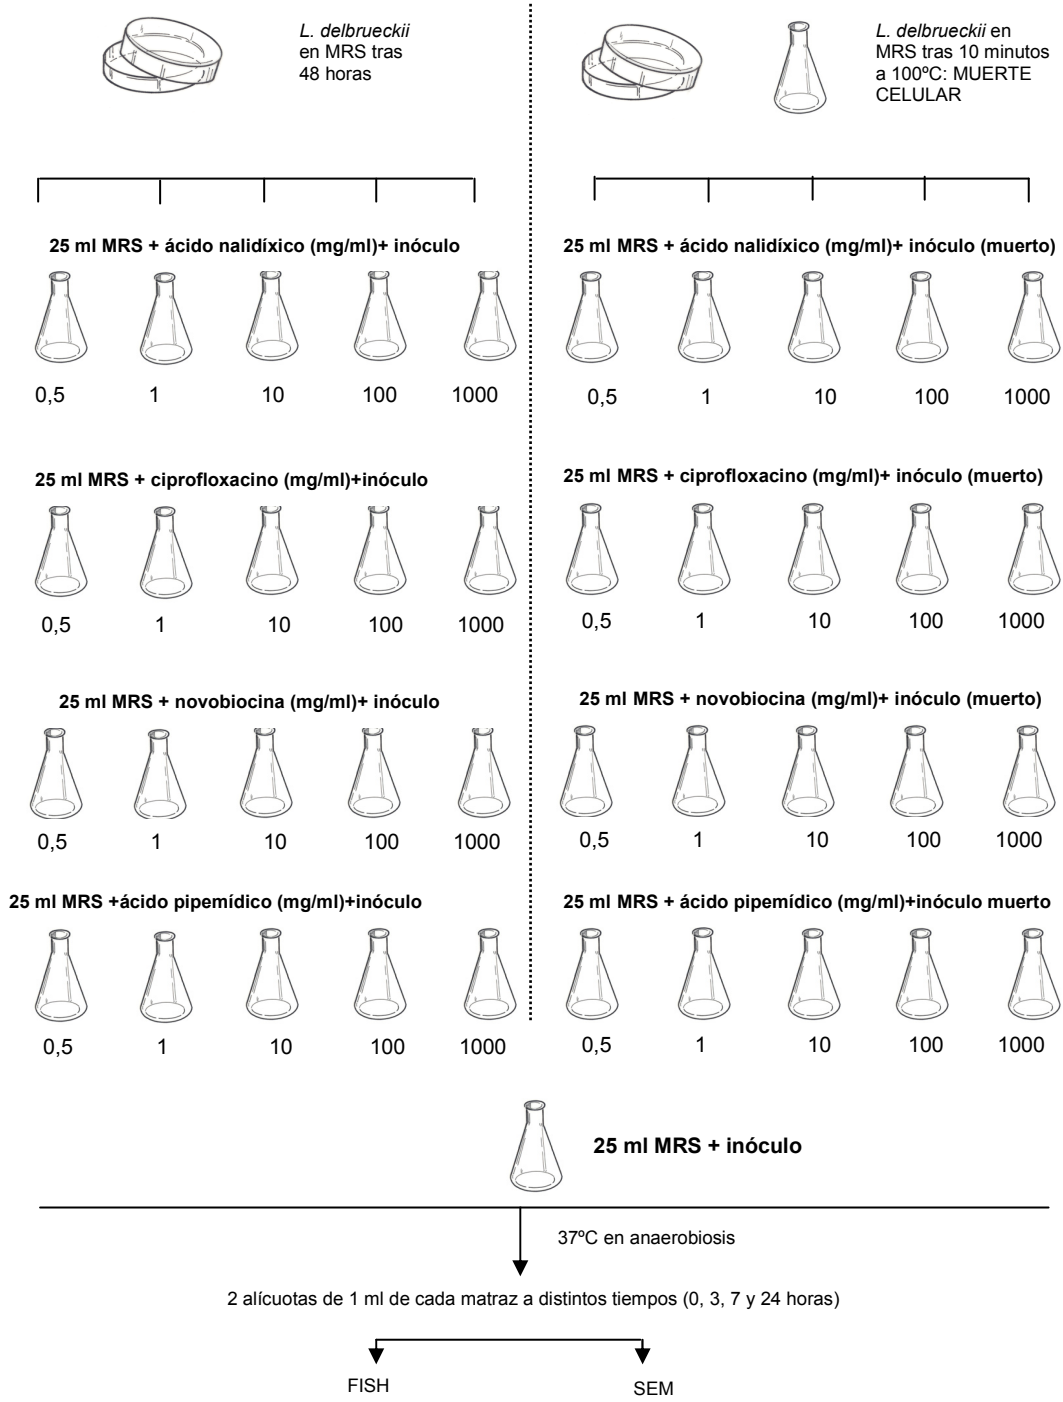 L. delbrueckii
en MRS tras
48 horas
L. delbrueckii en
MRS tras 10 minutos
a 100ºC: MUERTE
CELULAR
25 ml MRS + ácido nalidíxico (mg/ml)+ inóculo
0,5 1 10 100 1000
25 ml MRS + ciprofloxacino (mg/ml)+inóculo
0,5 1 10 100 1000
25 ml MRS + novobiocina (mg/ml)+ inóculo
0,5 1 10 100 1000
25 ml MRS +ácido pipemídico (mg/ml)+inóculo
0,5 1 10 100 1000
25 ml MRS + ácido nalidíxico (mg/ml)+ inóculo (muerto)
0,5 1 10 100 1000
25 ml MRS + ciprofloxacino (mg/ml)+ inóculo (muerto)
0,5 1 10 100 1000
25 ml MRS + novobiocina (mg/ml)+ inóculo (muerto)
0,5 1 10 100 1000
25 ml MRS + ácido pipemídico (mg/ml)+inóculo muerto
0,5 1 10 100 1000
25 ml MRS + inóculo
37ºC en anaerobiosis
2 alícuotas de 1 ml de cada matraz a distintos tiempos (0, 3, 7 y 24 horas)
FISH SEM